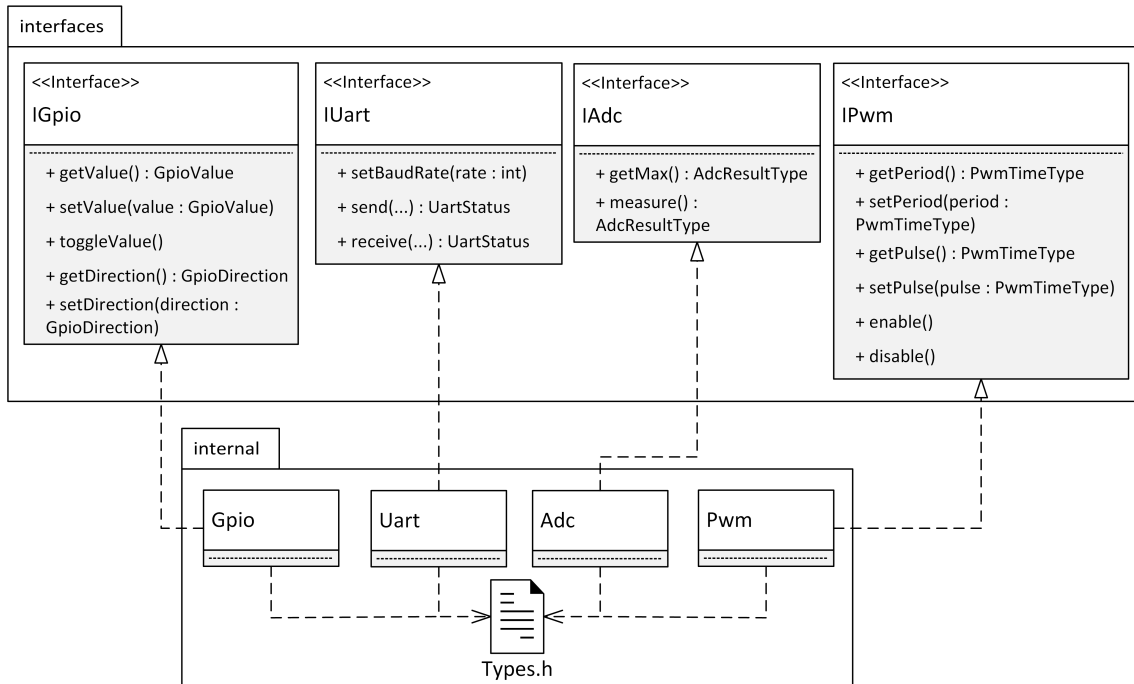 interfaces
<<Interface>>
IGpio
+ getValue() : GpioValue
+ setValue(value : GpioValue)
+ toggleValue()
+ getDirection() : GpioDirection
+ setDirection(direction :
GpioDirection)
<<Interface>>
IUart
+ setBaudRate(rate : int)
+ send(...) : UartStatus
+ receive(...) : UartStatus
<<Interface>>
IAdc
+ getMax() : AdcResultType
+ measure() :
AdcResultType
<<Interface>>
IPwm
+ getPeriod() : PwmTimeType
+ setPeriod(period :
PwmTimeType)
+ getPulse() : PwmTimeType
+ setPulse(pulse : PwmTimeType)
+ enable()
+ disable()
internal
Gpio
Uart
Adc
Pwm
Types.h